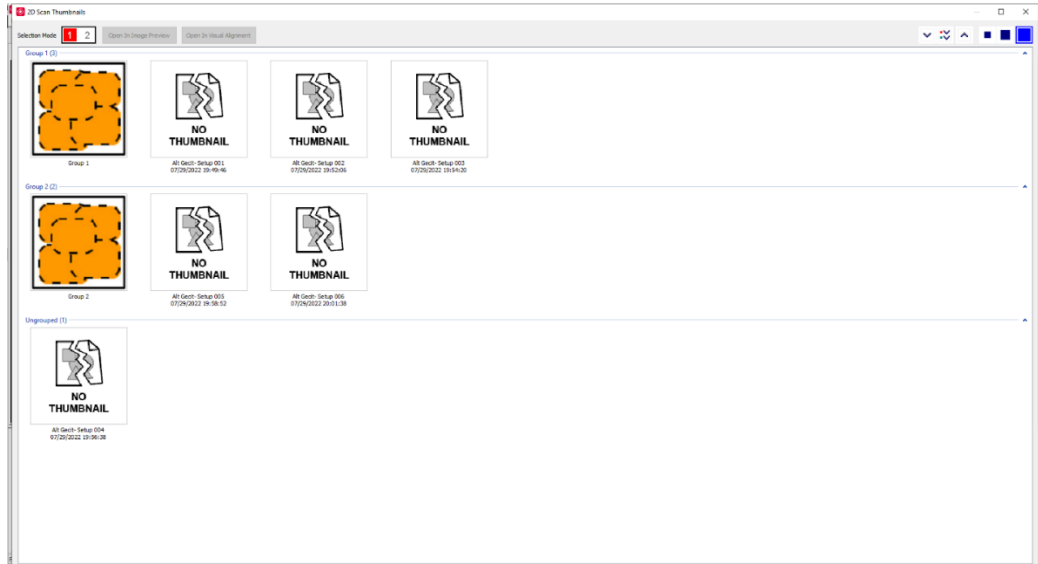 2D Scan Thumbnails
Selection Mode 1 2 Open In Image Preview Open In Visual Alignment
Group 1 (3)
NO THUMBNAIL
NO THUMBNAIL
NO THUMBNAIL
Group 1
Alt Gecit- Setup 001
07/29/2022 19:49:46
Alt Gecit- Setup 002
07/29/2022 19:52:06
Alt Gecit- Setup 003
07/29/2022 19:54:20
Group 2 (2)
NO THUMBNAIL
NO THUMBNAIL
Group 2
Alt Gecit- Setup 005
07/29/2022 19:58:52
Alt Gecit- Setup 006
07/29/2022 20:01:38
Ungrouped (1)
NO THUMBNAIL
Alt Gecit- Setup 004
07/29/2022 19:56:38